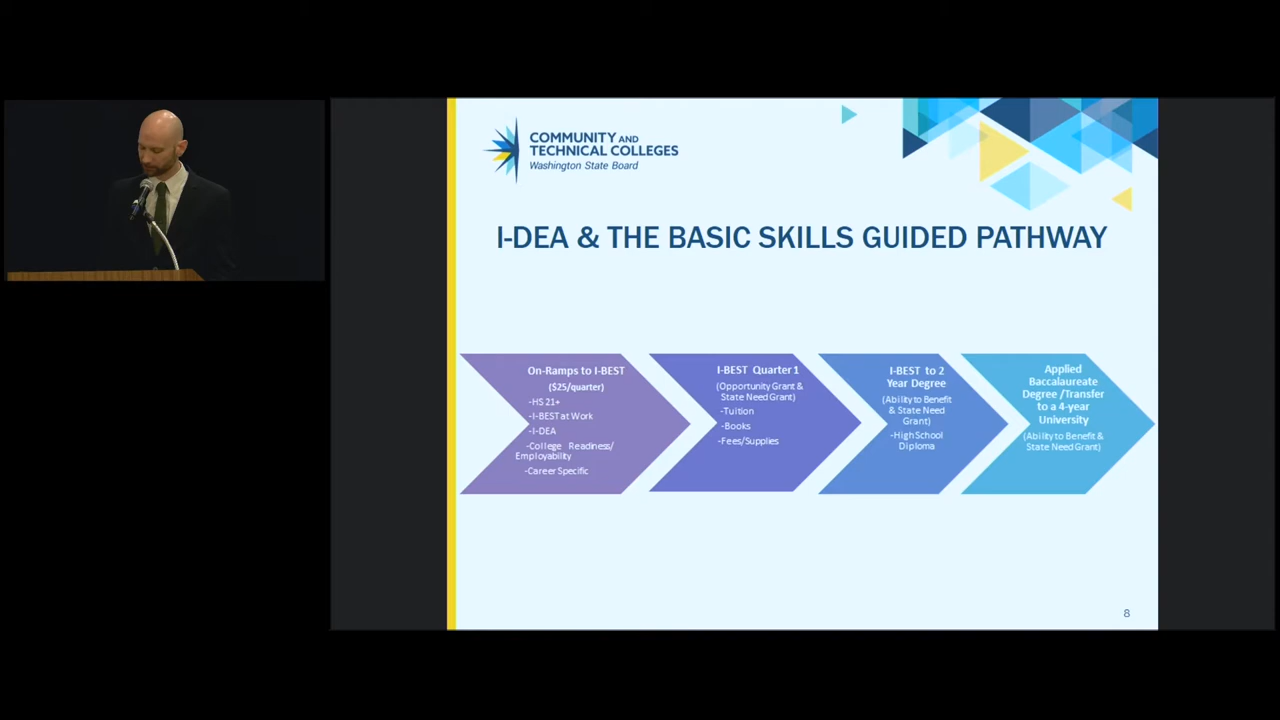 COMMUNITY AND
TECHNICAL COLLEGES
Washington State Board
I-DEA & THE BASIC SKILLS GUIDED PATHWAY
On-Ramps to I-BEST
($25/quarter)
-HS 21+
-I-BEST at Work
-I-DEA
-College Readiness/
Employability
-Career Specific
I-BEST Quarter 1
(Opportunity Grant &
State Need Grant)
-Tuition
-Books
-Fees/Supplies
I-BEST to 2
Year Degree
(Ability to Benefit
& State Need
Grant)
-High School
Diploma
Applied
Baccalaureate
Degree /Transfer
to a 4-year
University
(Ability to Benefit &
State Need Grant)
8